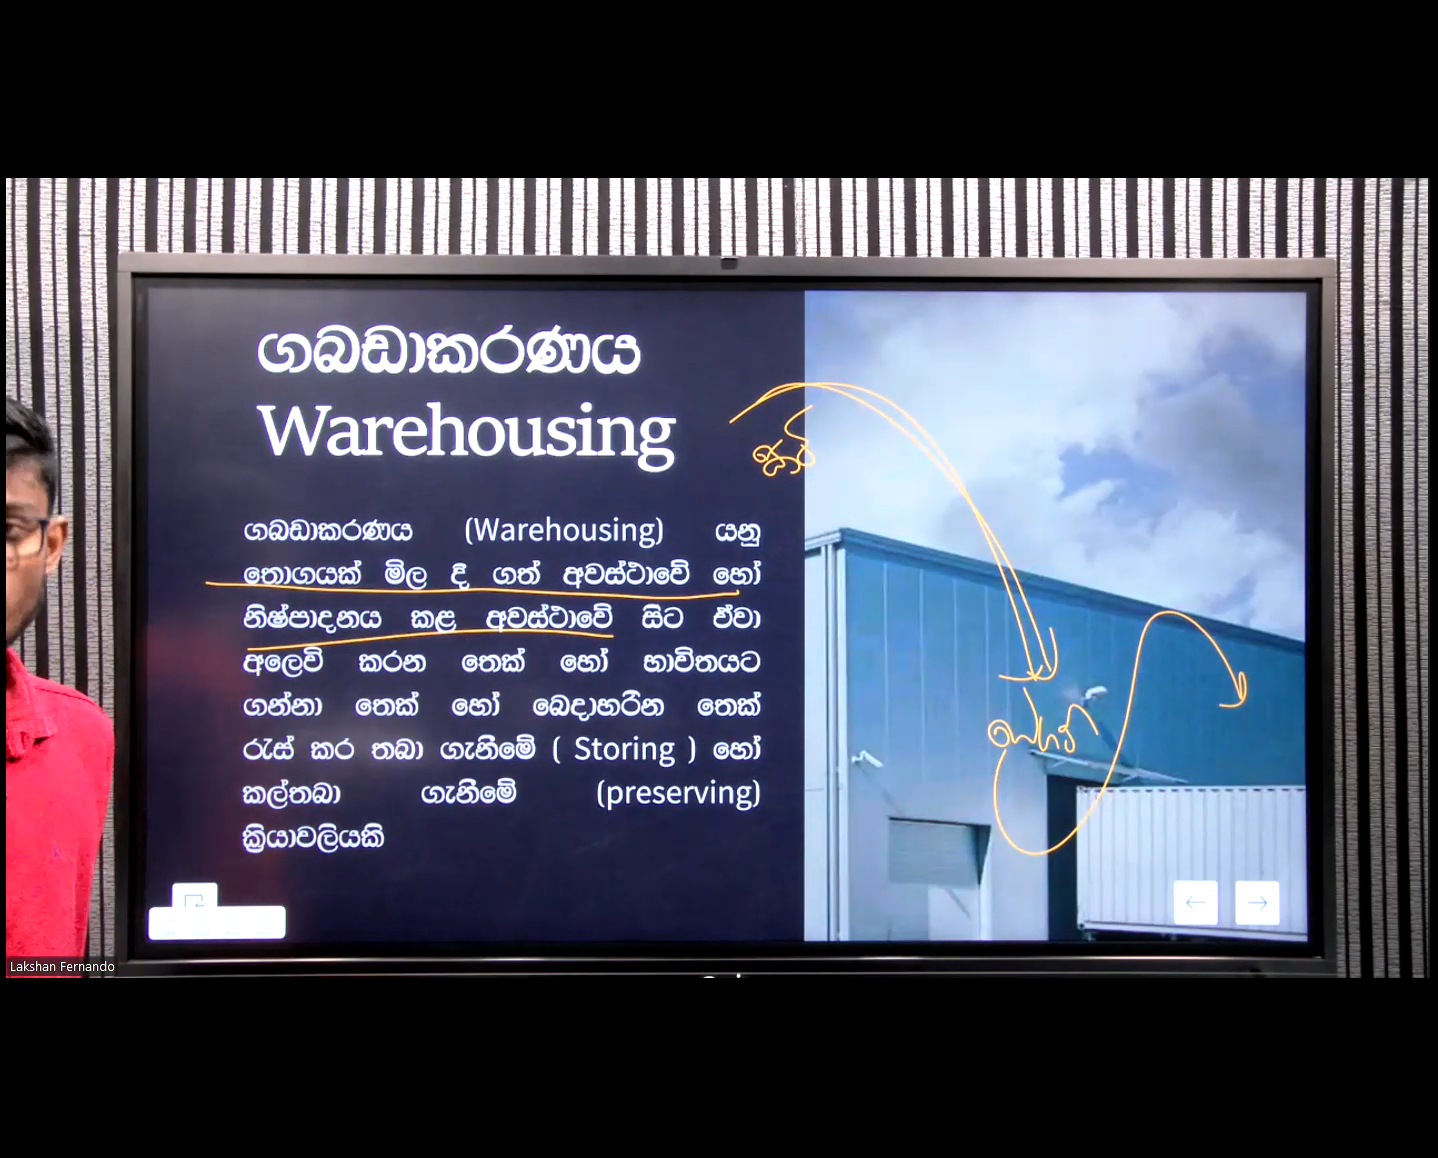 ගබඩාකරණය
Warehousing
ගබඩාකරණය (Warehousing) යනු
තොගයක් මිල දී ගත් අවස්ථාවේ හෝ
නිෂ්පාදනය කළ අවස්ථාවේ සිට ඒවා
අලෙවි කරන තෙක් හෝ භාවිතයට
ගන්නා තෙක් හෝ බෙදාහරින තෙක්
රැස් කර තබා ගැනීමේ ( Storing ) හෝ
කල්තබා ගැනීමේ (preserving)
ක්‍රියාවලියකි
Lakshan Fernando